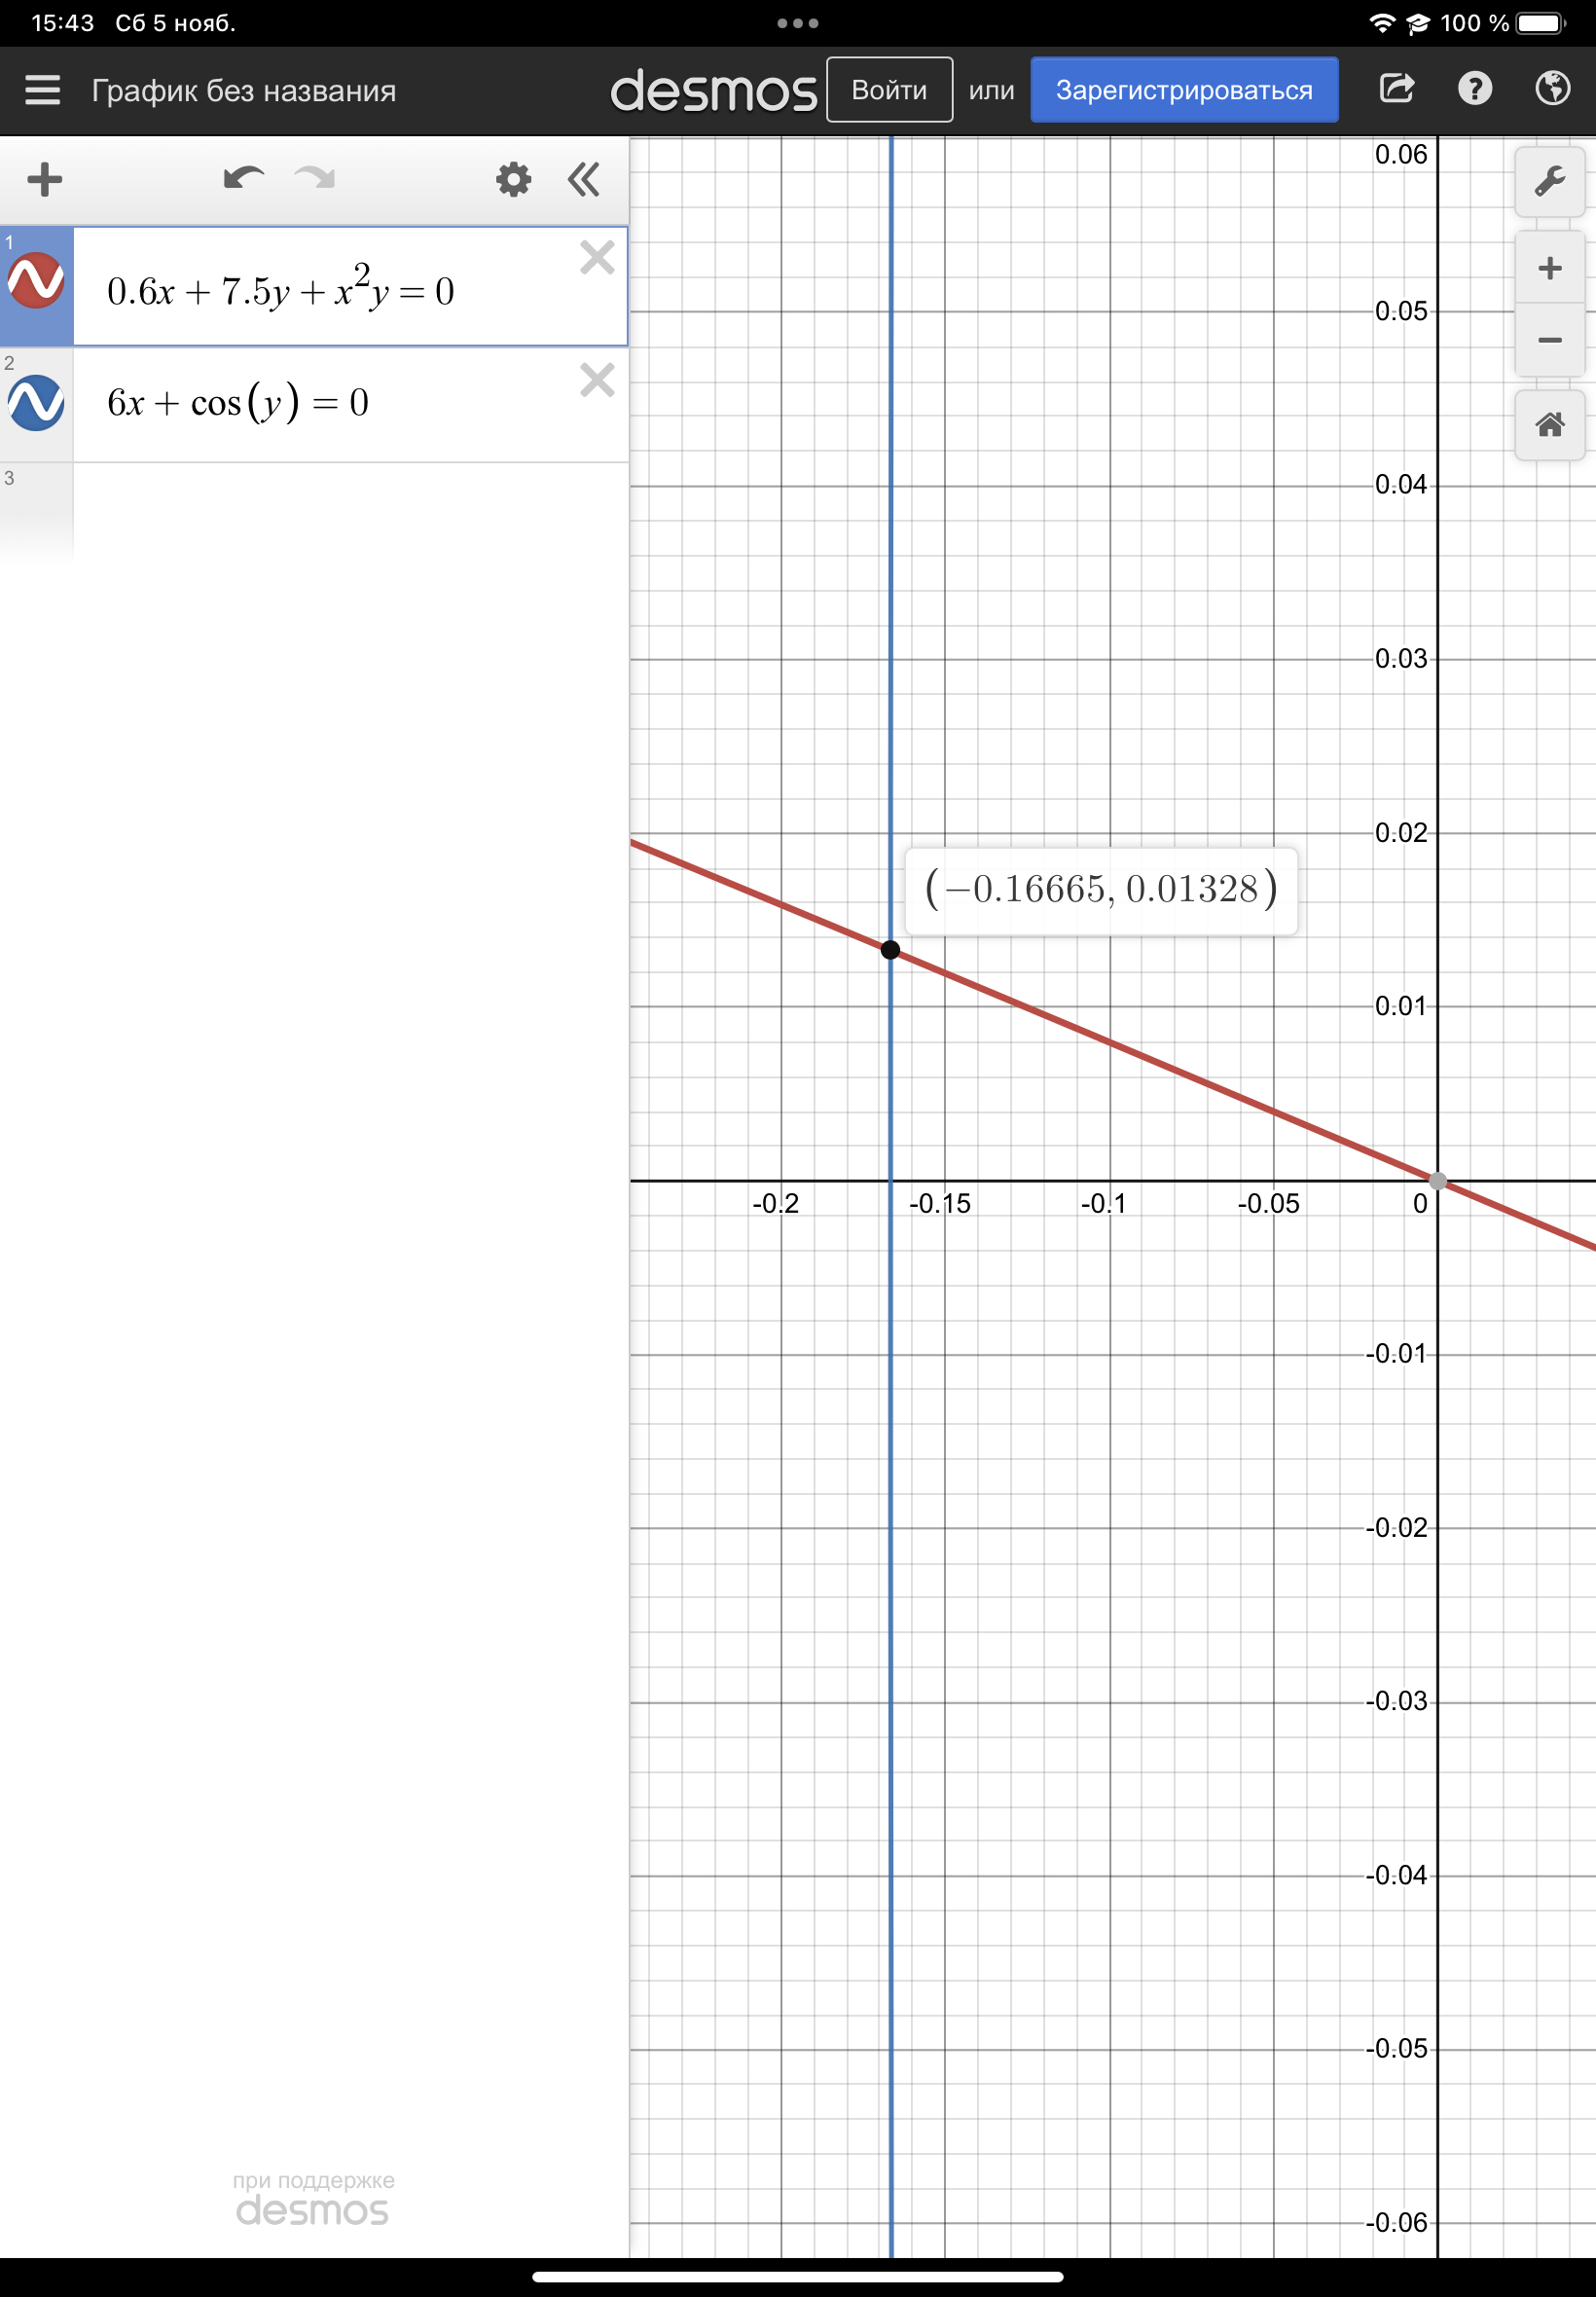 15:43 Сб 5 нояб.
100 %
График без названия
desmos
Войти
или
Зарегистрироваться
1
0.6x + 7.5y + x²y = 0
2
6x + cos(y) = 0
3
0.06
0.05
0.04
0.03
0.02
(−0.16665, 0.01328)
0.01
-0.2
-0.15
-0.1
-0.05
0
-0.01
-0.02
-0.03
-0.04
-0.05
-0.06
при поддержке
desmos